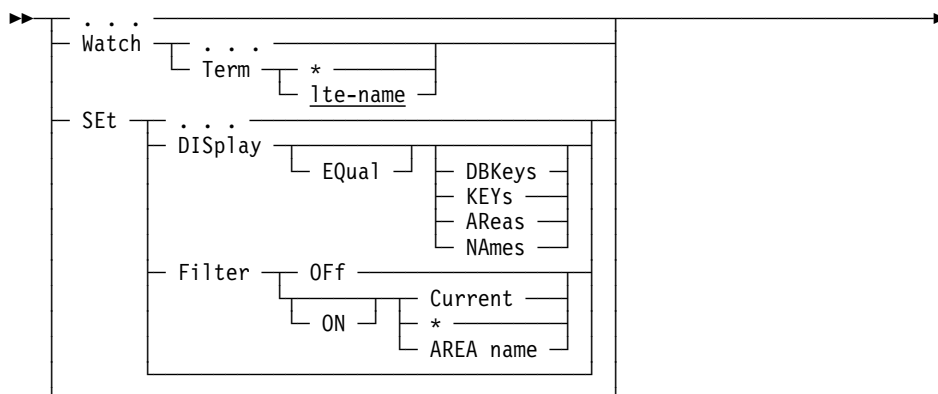 . . .
Watch . . .
Term *
lte-name
SEt . . .
DISplay
EQual DBKeys
KEYs
AReas
NAmes
Filter OFf
Current
ON *
AREA name